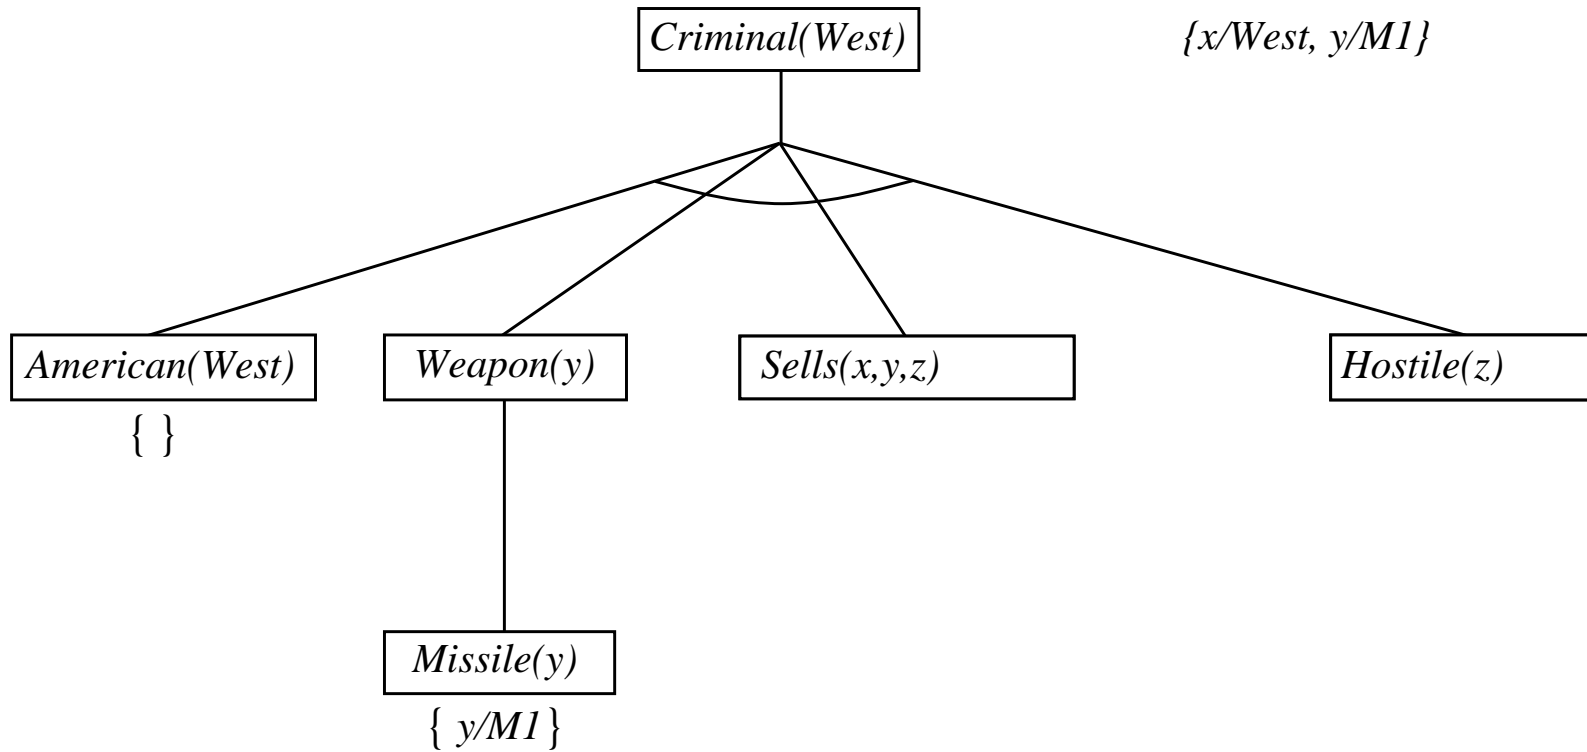 Criminal(West)
{x/West, y/M1}
American(West)
Weapon(y)
Sells(x,y,z)
Hostile(z)
{ }
Missile(y)
{ y/M1 }